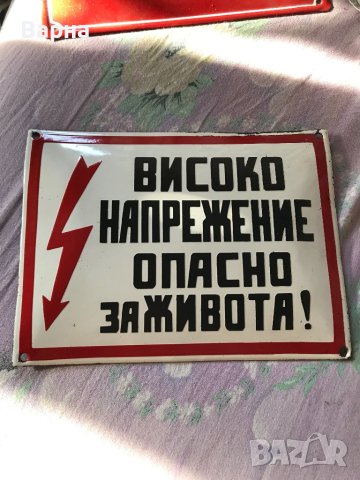 Варна
ВИСОКО
НАПРЕЖЕНИЕ
ОПАСНО
ЗА ЖИВОТА!
BAZAR